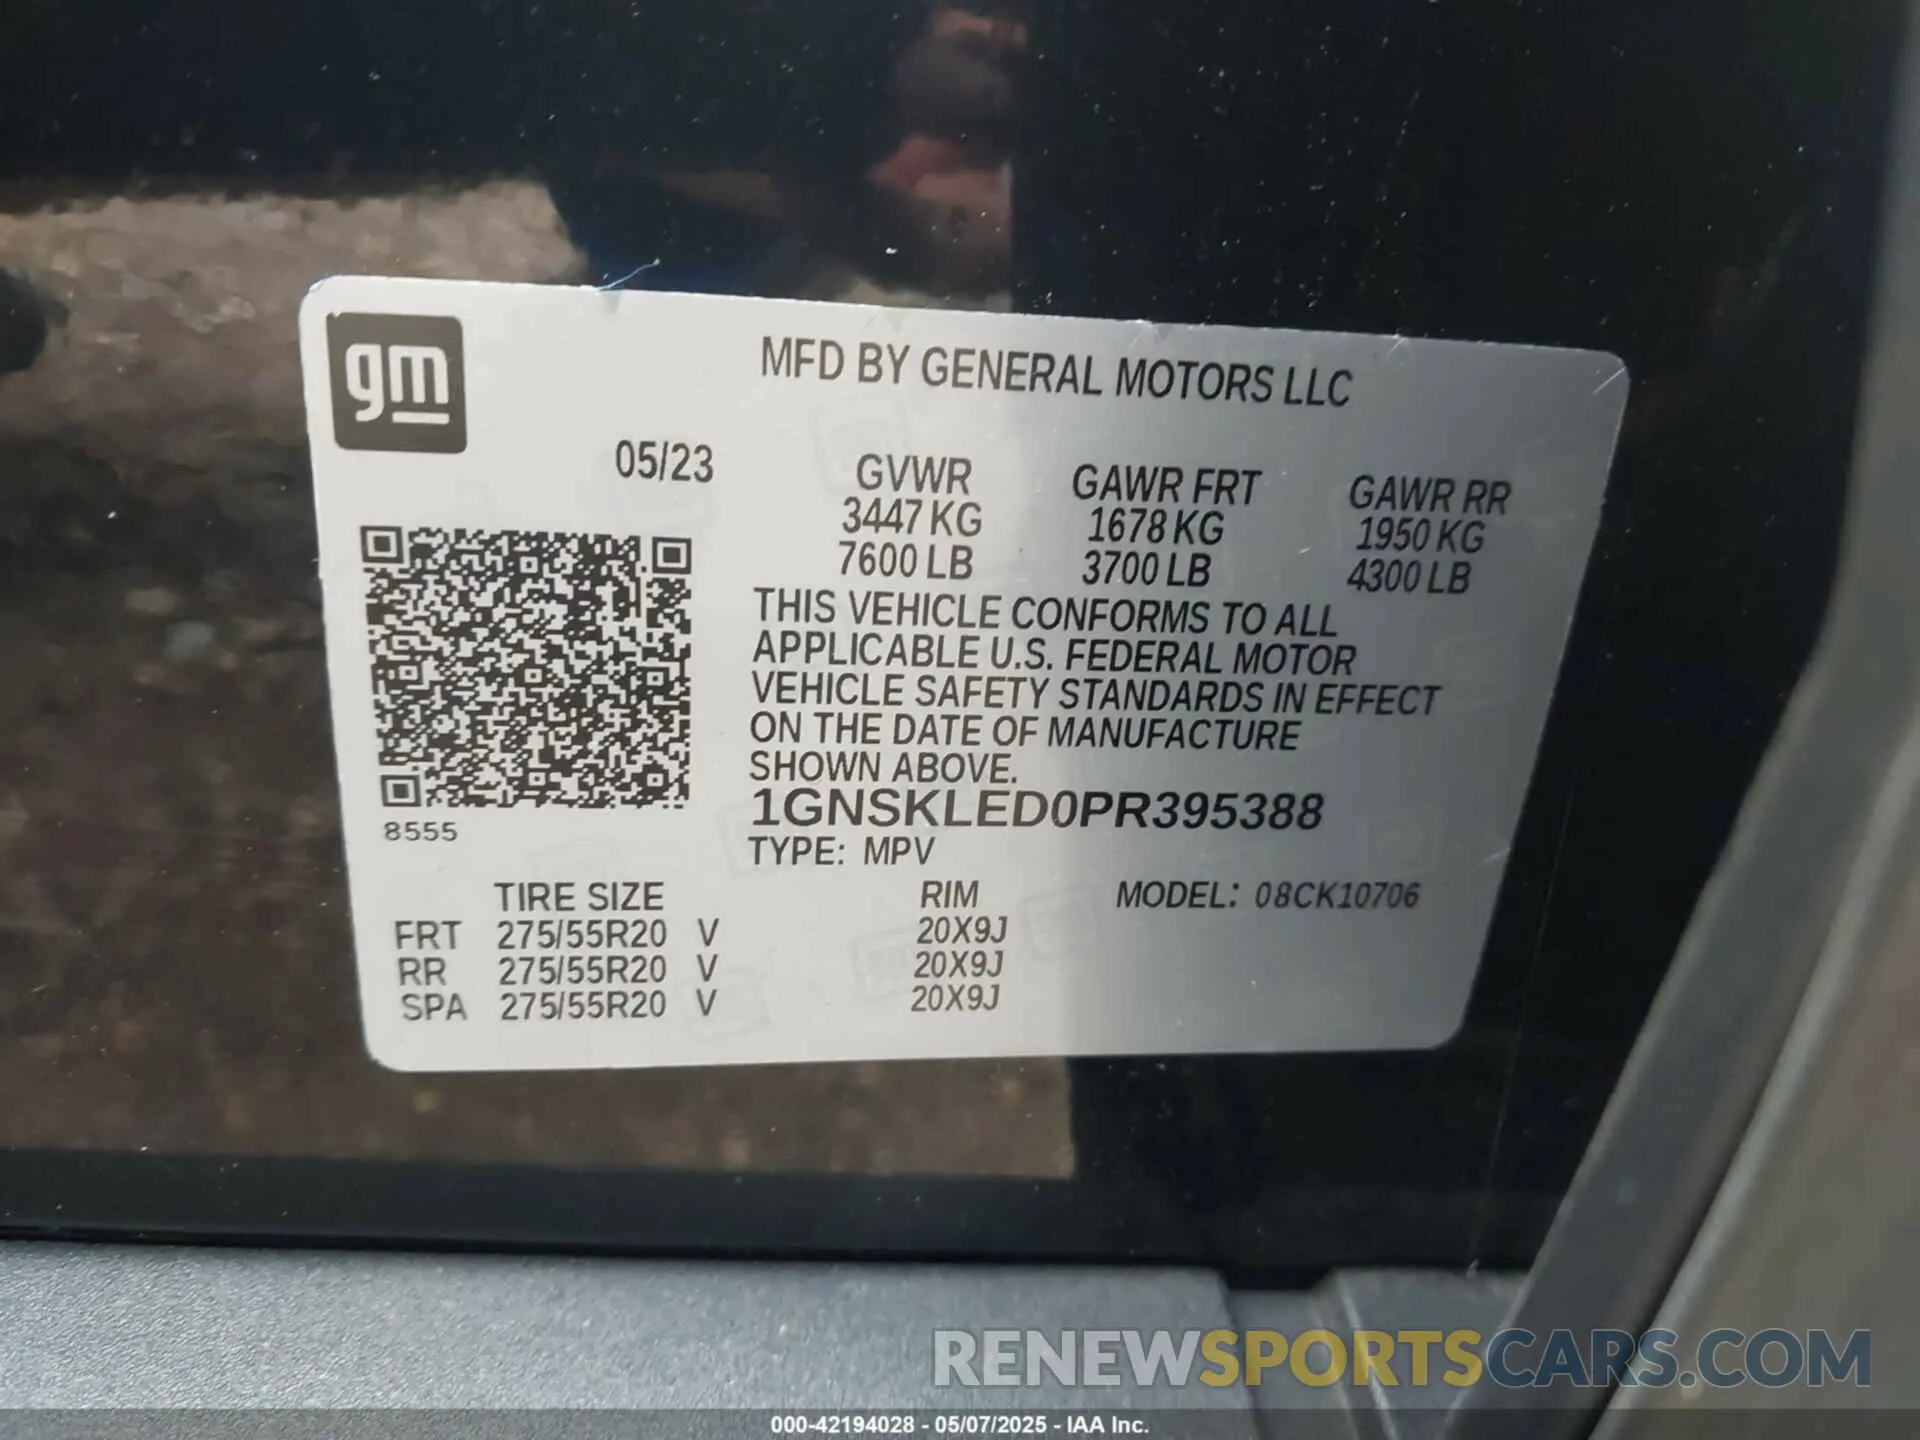 gm
MFD BY GENERAL MOTORS LLC
05/23
GVWR GAWR FRT GAWR RR
3447 KG 1678 KG 1950 KG
7600 LB 3700 LB 4300 LB
THIS VEHICLE CONFORMS TO ALL
APPLICABLE U.S. FEDERAL MOTOR
VEHICLE SAFETY STANDARDS IN EFFECT
ON THE DATE OF MANUFACTURE
SHOWN ABOVE.
1GNSKLED0PR395388
8555
TYPE: MPV
TIRE SIZE RIM MODEL: 08CK10706
FRT 275/55R20 V 20X9J
RR 275/55R20 V 20X9J
SPA 275/55R20 V 20X9J
RENEWSPORTSCARS.COM
000-42194028 - 05/07/2025 - IAA Inc.